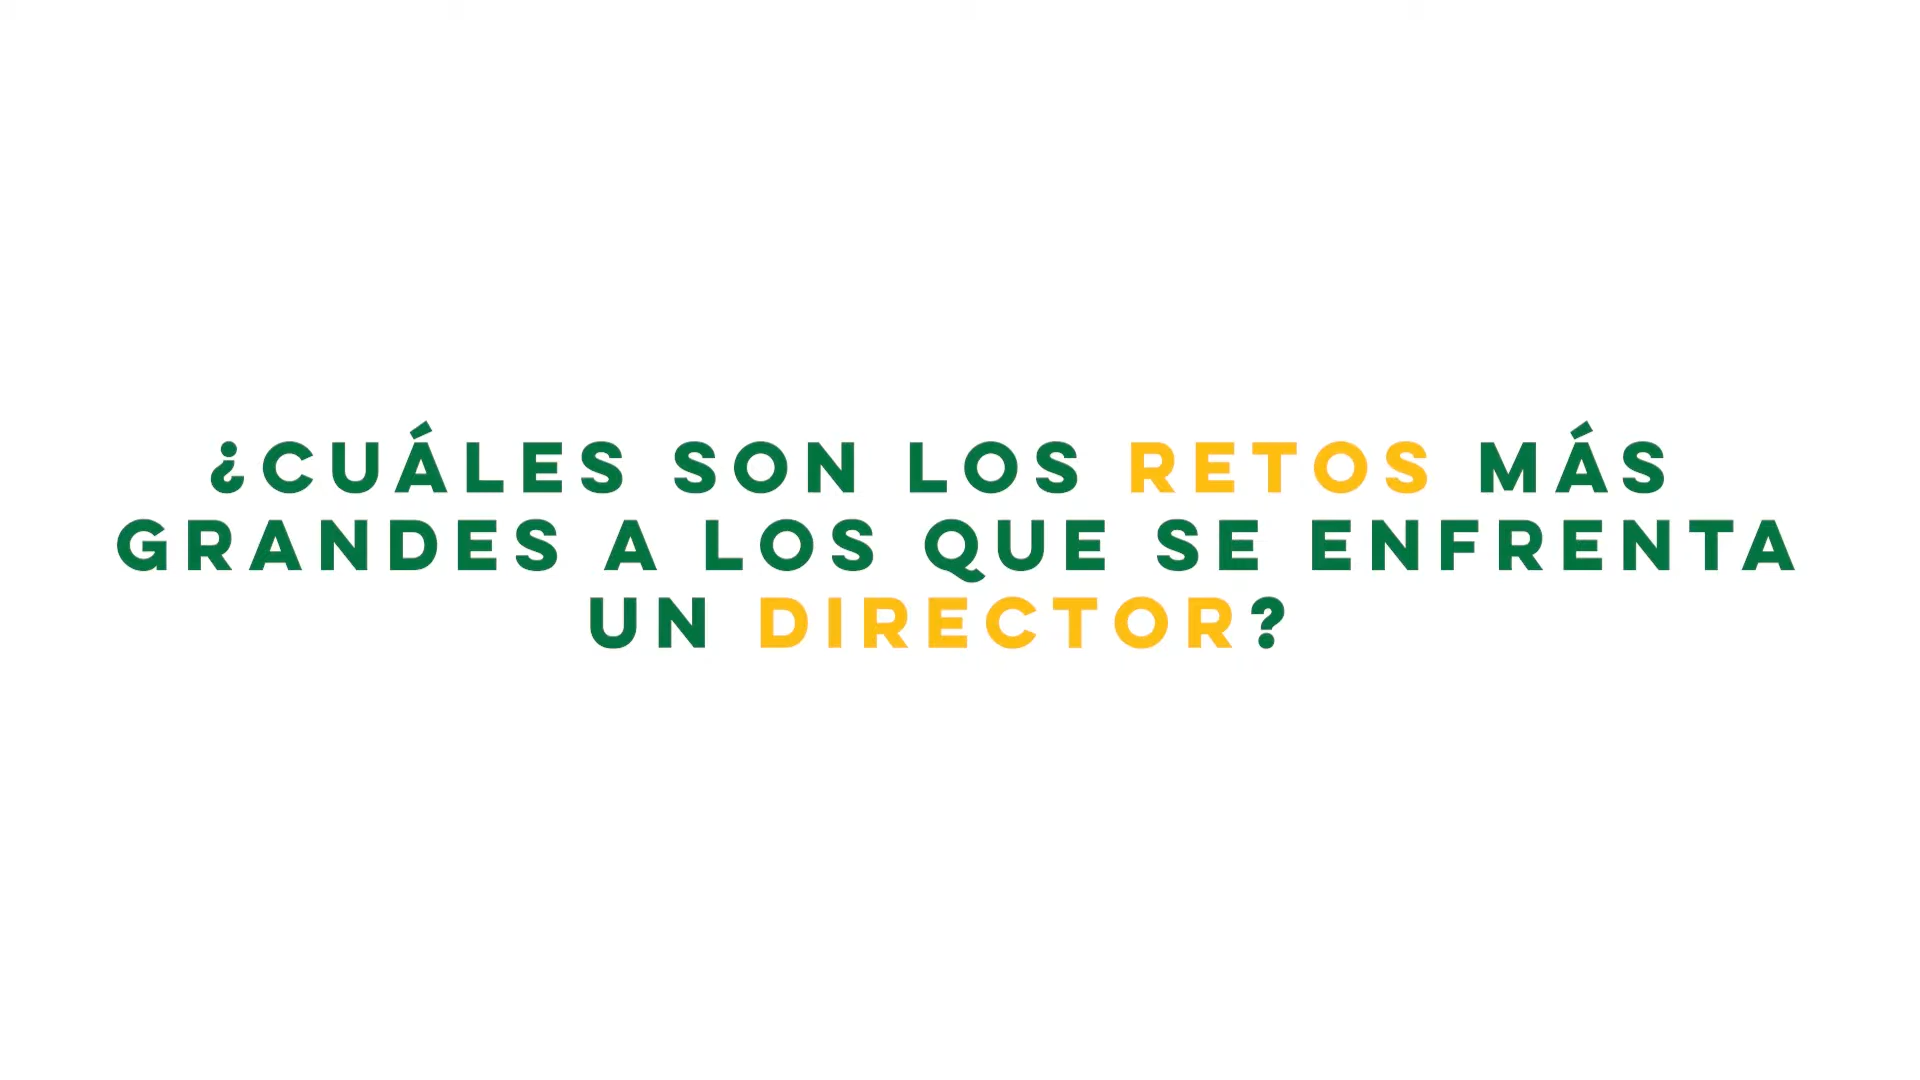 ¿CUÁLES SON LOS RETOS MÁS
GRANDES A LOS QUE SE ENFRENTA
UN DIRECTOR?